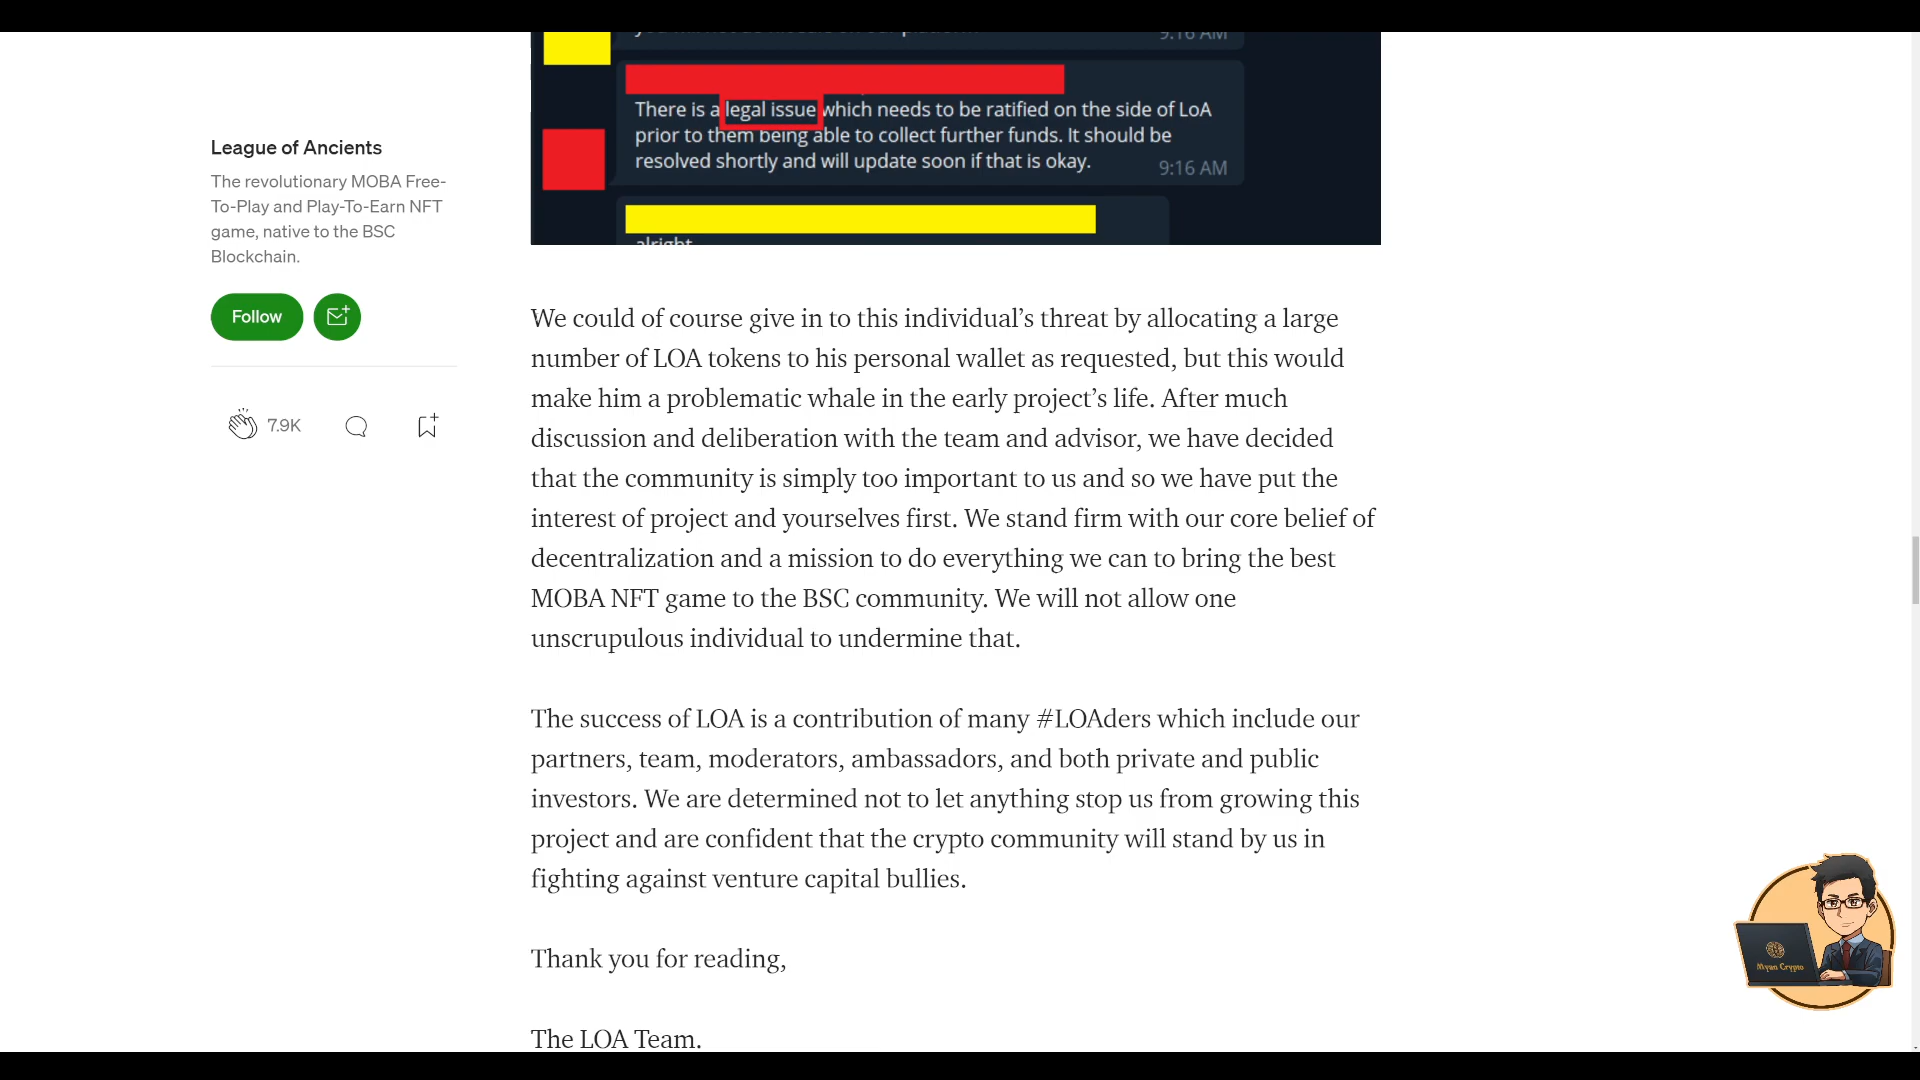 9:16 AM
There is a legal issue which needs to be ratified on the side of LoA
prior to them being able to collect further funds. It should be
resolved shortly and will update soon if that is okay.
9:16 AM
alright
League of Ancients
The revolutionary MOBA Free-
To-Play and Play-To-Earn NFT
game, native to the BSC
Blockchain.
Follow
7.9K
We could of course give in to this individual’s threat by allocating a large
number of LOA tokens to his personal wallet as requested, but this would
make him a problematic whale in the early project’s life. After much
discussion and deliberation with the team and advisor, we have decided
that the community is simply too important to us and so we have put the
interest of project and yourselves first. We stand firm with our core belief of
decentralization and a mission to do everything we can to bring the best
MOBA NFT game to the BSC community. We will not allow one
unscrupulous individual to undermine that.
The success of LOA is a contribution of many #LOAders which include our
partners, team, moderators, ambassadors, and both private and public
investors. We are determined not to let anything stop us from growing this
project and are confident that the crypto community will stand by us in
fighting against venture capital bullies.
Thank you for reading,
The LOA Team.
Myan Crypto